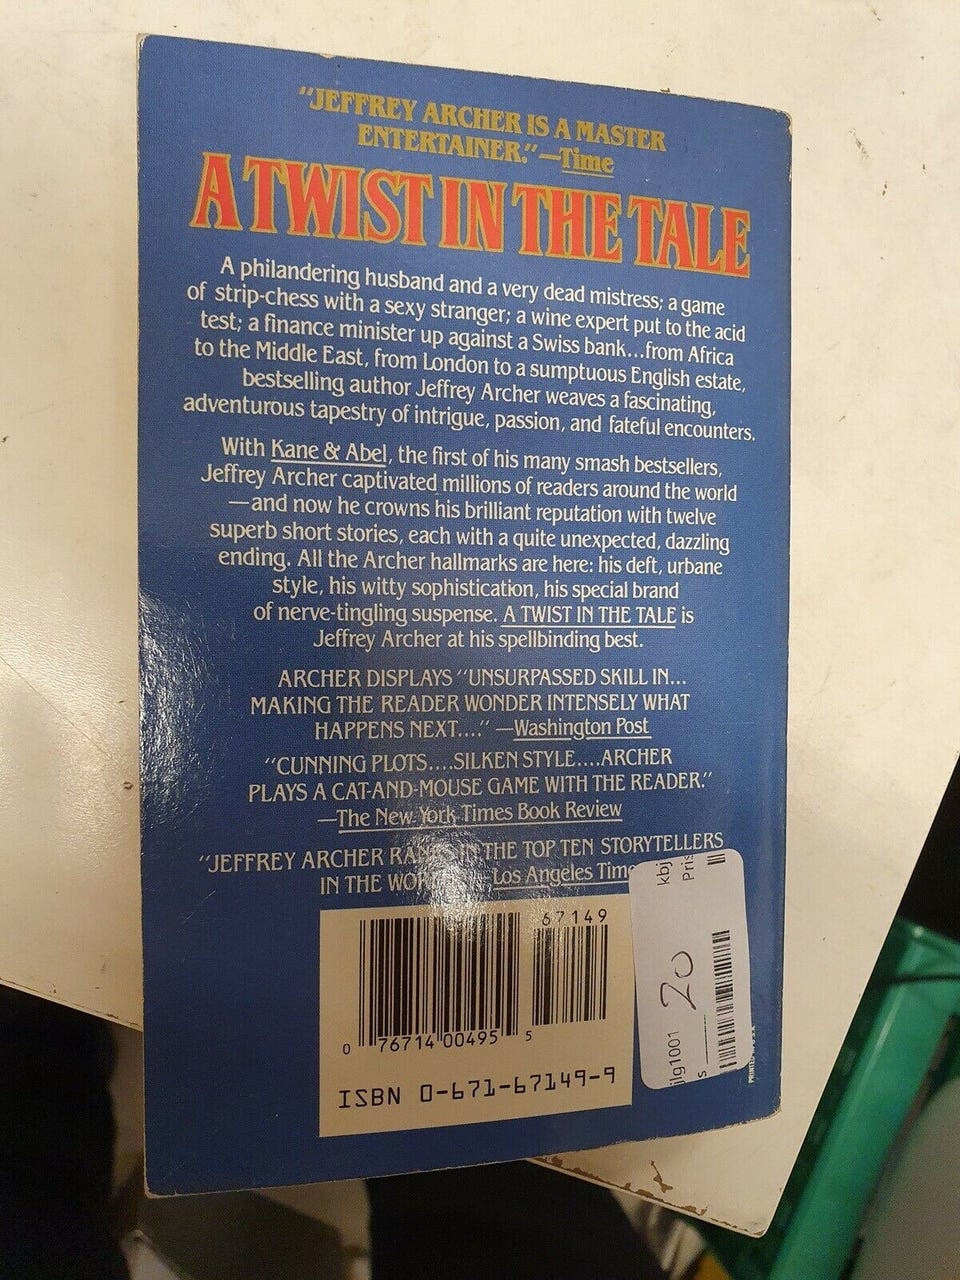 "JEFFREY ARCHER IS A MASTER
ENTERTAINER."—Time
A TWIST IN THE TALE
A philandering husband and a very dead mistress; a game
of strip-chess with a sexy stranger; a wine expert put to the acid
test; a finance minister up against a Swiss bank...from Africa
to the Middle East, from London to a sumptuous English estate,
bestselling author Jeffrey Archer weaves a fascinating,
adventurous tapestry of intrigue, passion, and fateful encounters.
With Kane & Abel, the first of his many smash bestsellers,
Jeffrey Archer captivated millions of readers around the world
—and now he crowns his brilliant reputation with twelve
superb short stories, each with a quite unexpected, dazzling
ending. All the Archer hallmarks are here: his deft, urbane
style, his witty sophistication, his special brand
of nerve-tingling suspense. A TWIST IN THE TALE is
Jeffrey Archer at his spellbinding best.
ARCHER DISPLAYS "UNSURPASSED SKILL IN...
MAKING THE READER WONDER INTENSELY WHAT
HAPPENS NEXT...." —Washington Post
"CUNNING PLOTS....SILKEN STYLE....ARCHER
PLAYS A CAT-AND-MOUSE GAME WITH THE READER."
—The New York Times Book Review
"JEFFREY ARCHER RANKS IN THE TOP TEN STORYTELLERS
IN THE Los Angeles
67149
0 76714 00495 5
ISBN 0-671-67149-9
kbj
Pris
20
jlg1001
s